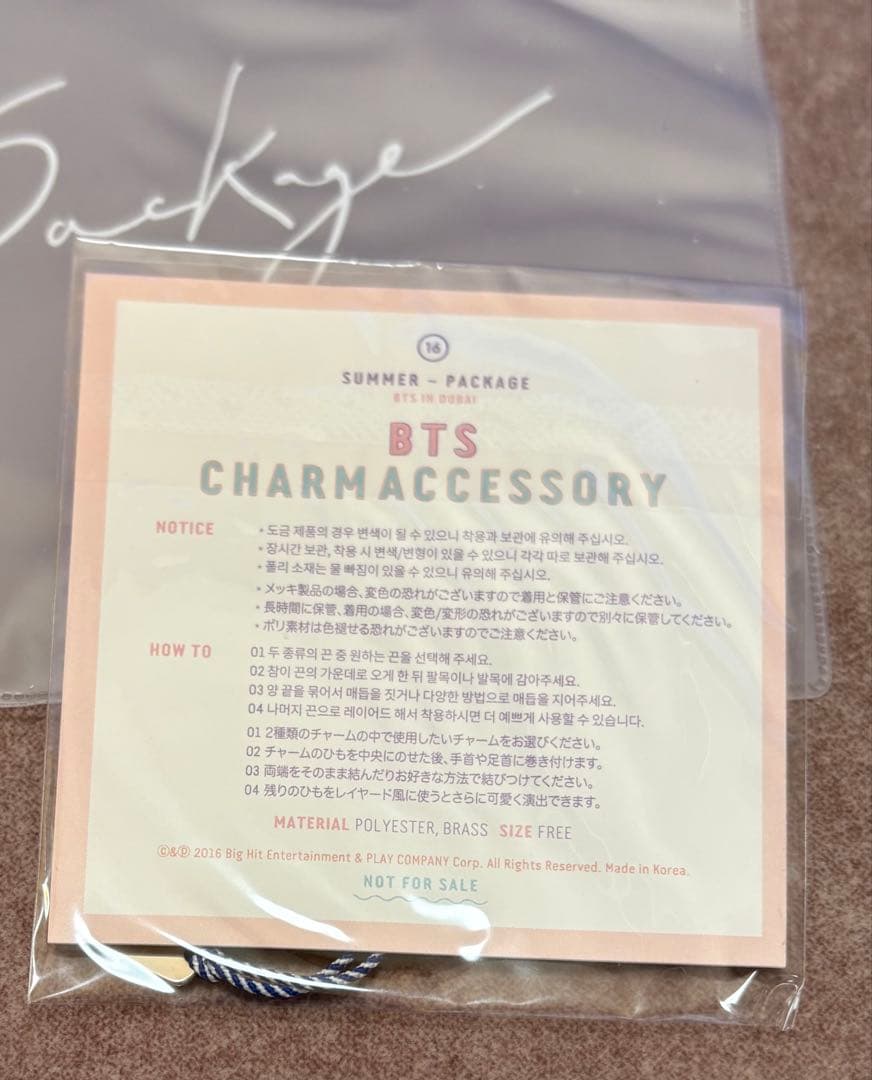 Package
16
SUMMER - PACKAGE
BTS IN DUBAI
BTS
CHARM ACCESSORY
NOTICE
• 도금 제품의 경우 변색이 될 수 있으니 착용과 보관에 유의해 주십시오.
• 장시간 보관, 착용 시 변색/변형이 있을 수 있으니 각각 따로 보관해 주십시오.
• 폴리 소재는 물 빠짐이 있을 수 있으니 유의해 주십시오.
• メッキ製品の場合、変色の恐れがございますので着用と保管にご注意ください。
• 長時間に保管、着用の場合、変色/変形の恐れがございますので別々に保管してください。
• ポリ素材は色褪せる恐れがございますのでご注意ください。
HOW TO
01 두 종류의 끈 중 원하는 끈을 선택해 주세요.
02 참이 끈의 가운데로 오게 한 뒤 팔목이나 발목에 감아주세요.
03 양 끝을 묶어서 매듭을 짓거나 다양한 방법으로 매듭을 지어주세요.
04 나머지 끈으로 레이어드 해서 착용하시면 더 예쁘게 사용할 수 있습니다.
01 2種類のチャームの中で使用したいチャームをお選びください。
02 チャームのひもを中央にのせた後、手首や足首に巻き付けます。
03 両端をそのまま結んだりお好きな方法で結びつけてください。
04 残りのひもをレイヤード風に使うとさらに可愛く演出できます。
MATERIAL POLYESTER, BRASS SIZE FREE
©&℗ 2016 Big Hit Entertainment & PLAY COMPANY Corp. All Rights Reserved. Made in Korea.
NOT FOR SALE